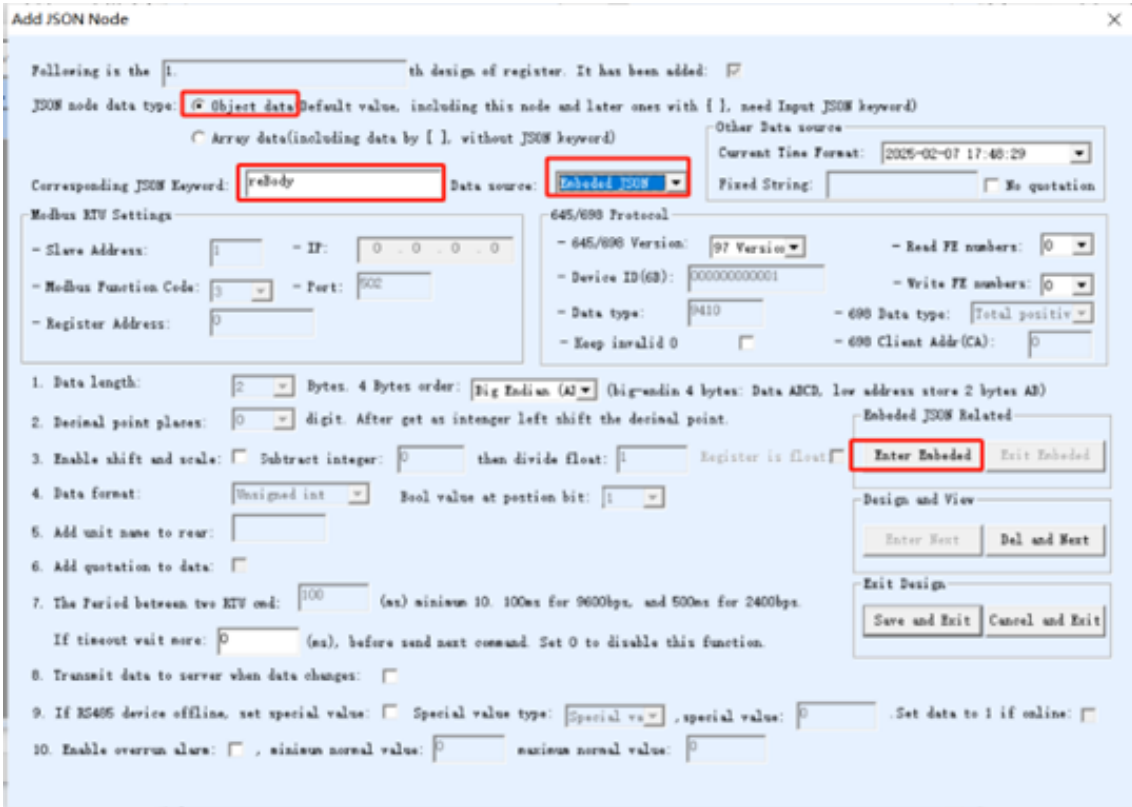 Add JSON Node
Following is the 1. th design of register. It has been added:
JSON node data type: Object data(Default value, including this node and later ones with { }, need Input JSON keyword)
Array data(including data by [ ], without JSON keyword)
Other Data source
Current Time Format: 2025-02-07 17:48:29
Corresponding JSON Keyword: reBody Data source: Embeded JSON Fixed String: No quotation
Modbus RTU Settings
- Slave Address: 1 - IP: 0 . 0 . 0 . 0
- Modbus Function Code: 3 - Port: 502
- Register Address: 0
645/698 Protocol
- 645/698 Version: 97 Versio - Read FE numbers: 0
- Device ID(6B): 000000000001 - Write FE numbers: 0
- Data type: 9410 - 698 Data type: Total positiv
- Keep invalid 0 - 698 Client Addr(CA): 0
1. Data length: 2 Bytes. 4 Bytes order: Big Endian (AB (big-endin 4 bytes: Data ABCD, low address store 2 bytes AB)
2. Decimal point places: 0 digit. After get as intenger left shift the decimal point.
3. Enable shift and scale: Subtract integer: 0 then divide float: 1 Register is float
4. Data format: Unsigned int Bool value at postion bit: 1
5. Add unit name to rear:
6. Add quotation to data:
7. The Period between two RTU cmd: 100 (ms) minimum 10. 100ms for 9600bps, and 500ms for 2400bps.
If timeout wait more: 0 (ms), before send next command. Set 0 to disable this function.
8. Transmit data to server when data changes:
9. If RS485 device offline, set special value: Special value type: Special va ,special value: 0 .Set data to 1 if online:
10. Enable overrun alarm: , minimum normal value: 0 maximum normal value: 0
Embeded JSON Related
Enter Embeded Exit Embeded
Design and View
Enter Next Del and Next
Exit Design
Save and Exit Cancel and Exit